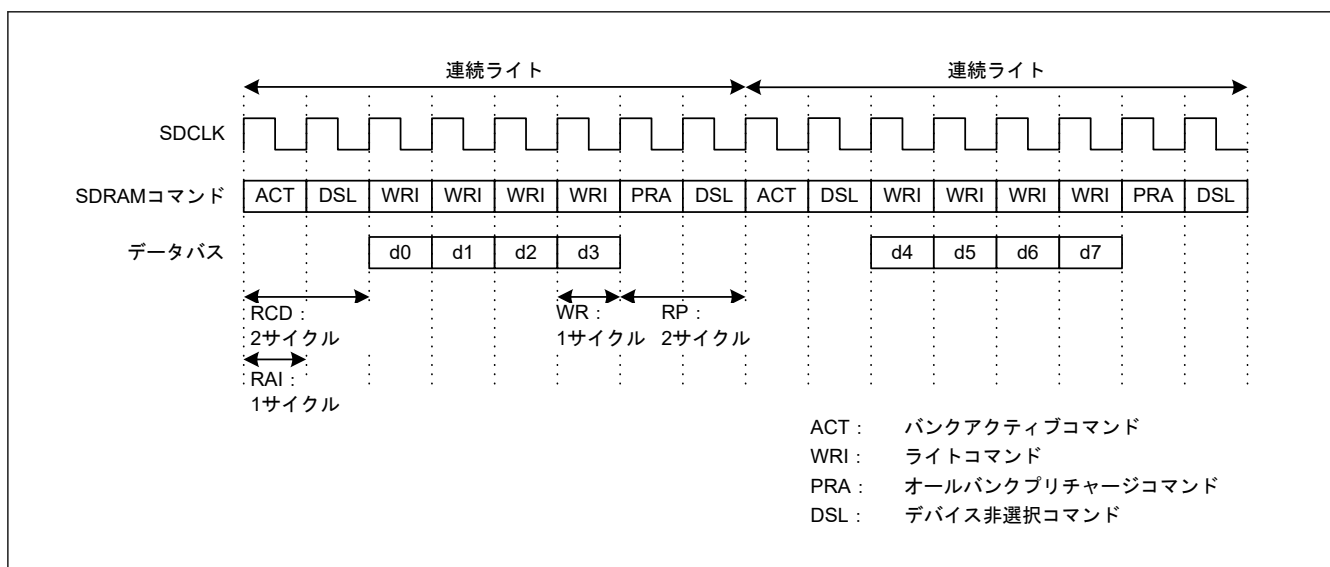 連続ライト 連続ライト
SDCLK
SDRAMコマンド ACT DSL WRI WRI WRI WRI PRA DSL ACT DSL WRI WRI WRI WRI PRA DSL
データバス d0 d1 d2 d3 d4 d5 d6 d7
RCD： WR： RP：
2サイクル 1サイクル 2サイクル
RAI：
1サイクル
ACT： バンクアクティブコマンド
WRI： ライトコマンド
PRA： オールバンクプリチャージコマンド
DSL： デバイス非選択コマンド